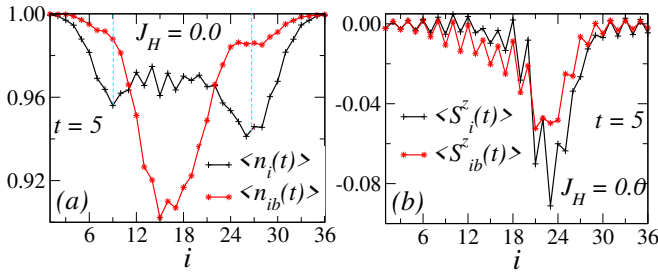 1.00
0.96
0.92
J_H = 0.0
t = 5
<n_i(t)>
<n_ib(t)>
(a)
6 12 18 24 30 36
i
0.00
-0.04
-0.08
<S^z_i(t)>
<S^z_ib(t)>
t = 5
J_H = 0.0
(b)
6 12 18 24 30 36
i